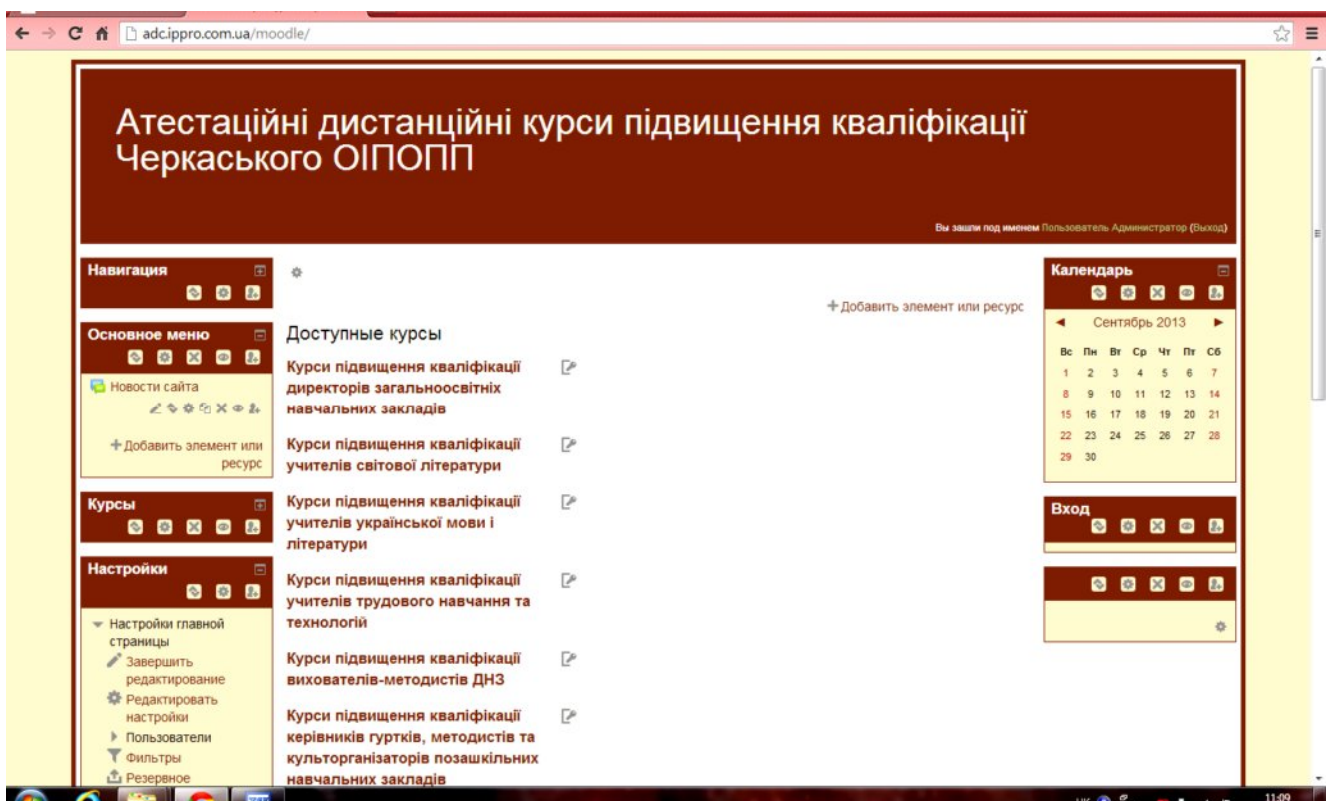 adc.ippro.com.ua/moodle/
Атестаційні дистанційні курси підвищення кваліфікації
Черкаського ОІПОПП
Вы зашли под именем Пользователь Администратор (Выход)
Навигация
Основное меню
Новости сайта
Добавить элемент или
ресурс
Курсы
Настройки
Настройки главной
страницы
Завершить
редактирование
Редактировать
настройки
Пользователи
Фильтры
Резервное
Добавить элемент или ресурс
Доступные курсы
Курси підвищення кваліфікації
директорів загальноосвітніх
навчальних закладів
Курси підвищення кваліфікації
учителів світової літератури
Курси підвищення кваліфікації
учителів української мови і
літератури
Курси підвищення кваліфікації
учителів трудового навчання та
технологій
Курси підвищення кваліфікації
вихователів-методистів ДНЗ
Курси підвищення кваліфікації
керівників гуртків, методистів та
культорганізаторів позашкільних
навчальних закладів
Календарь
Сентябрь 2013
Вс Пн Вт Ср Чт Пт Сб
1 2 3 4 5 6 7
8 9 10 11 12 13 14
15 16 17 18 19 20 21
22 23 24 25 26 27 28
29 30
Вход
11:09